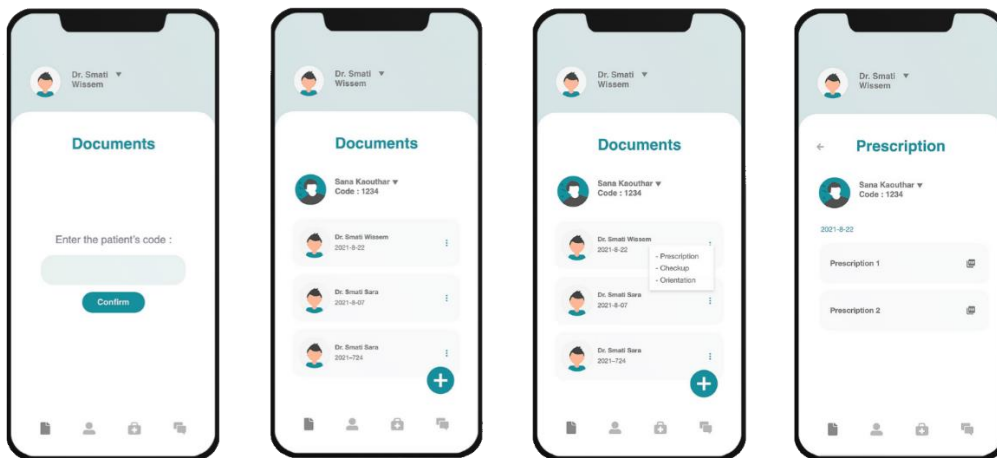 Dr. Smati ▼
Wissem
Documents
Enter the patient's code :
Confirm
Dr. Smati ▼
Wissem
Documents
Sana Kaouthar ▼
Code : 1234
Dr. Smati Wissem
2021-8-22
Dr. Smati Sara
2021-8-07
Dr. Smati Sara
2021-724
Dr. Smati ▼
Wissem
Documents
Sana Kaouthar ▼
Code : 1234
Dr. Smati Wissem
2021-8-22
- Prescription
- Checkup
- Orientation
Dr. Smati Sara
2021-8-07
Dr. Smati Sara
2021-724
Dr. Smati ▼
Wissem
Prescription
Sana Kaouthar ▼
Code : 1234
2021-8-22
Prescription 1
Prescription 2